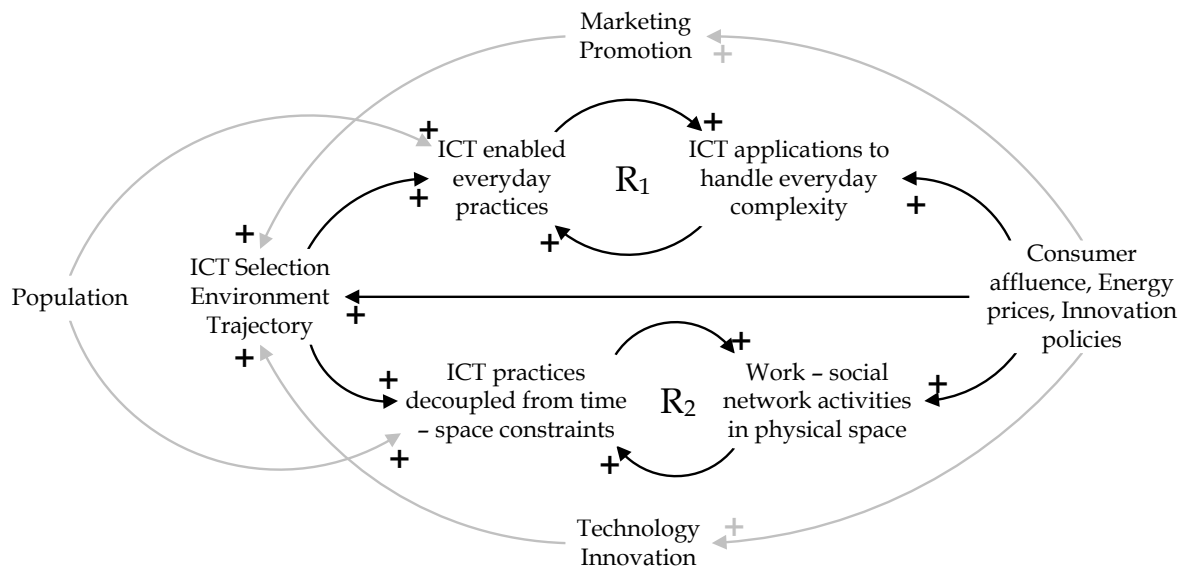 Marketing
Promotion
+
+
ICT enabled
everyday
practices
+
+
R₁
+
ICT applications to
handle everyday
complexity
+
Population
+
ICT Selection
Environment
Trajectory
+
+
Consumer
affluence, Energy
prices, Innovation
policies
+
ICT practices
decoupled from time
– space constraints
+
+
R₂
+
Work – social
network activities
in physical space
+
Technology
Innovation
+